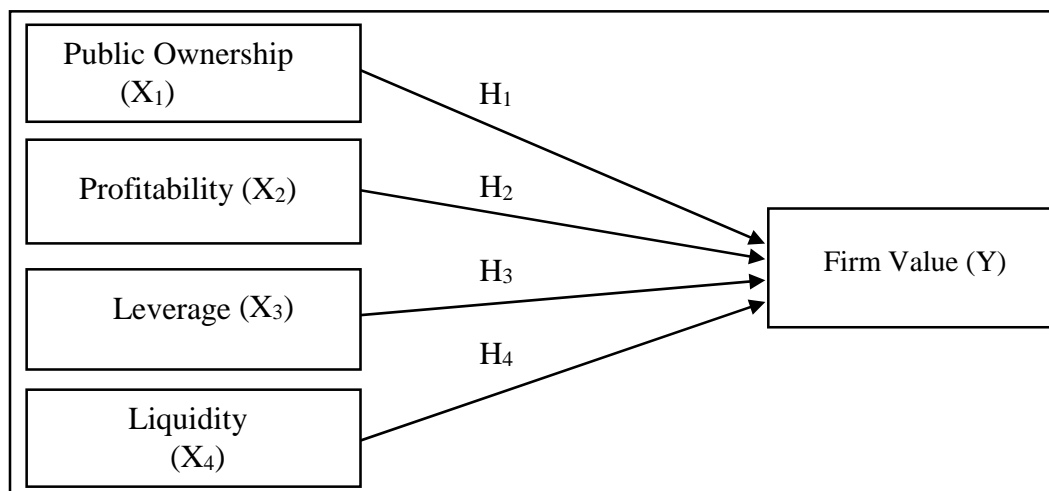 Public Ownership
(X₁)
H₁
Profitability (X₂)
H₂
Firm Value (Y)
Leverage (X₃)
H₃
H₄
Liquidity
(X₄)